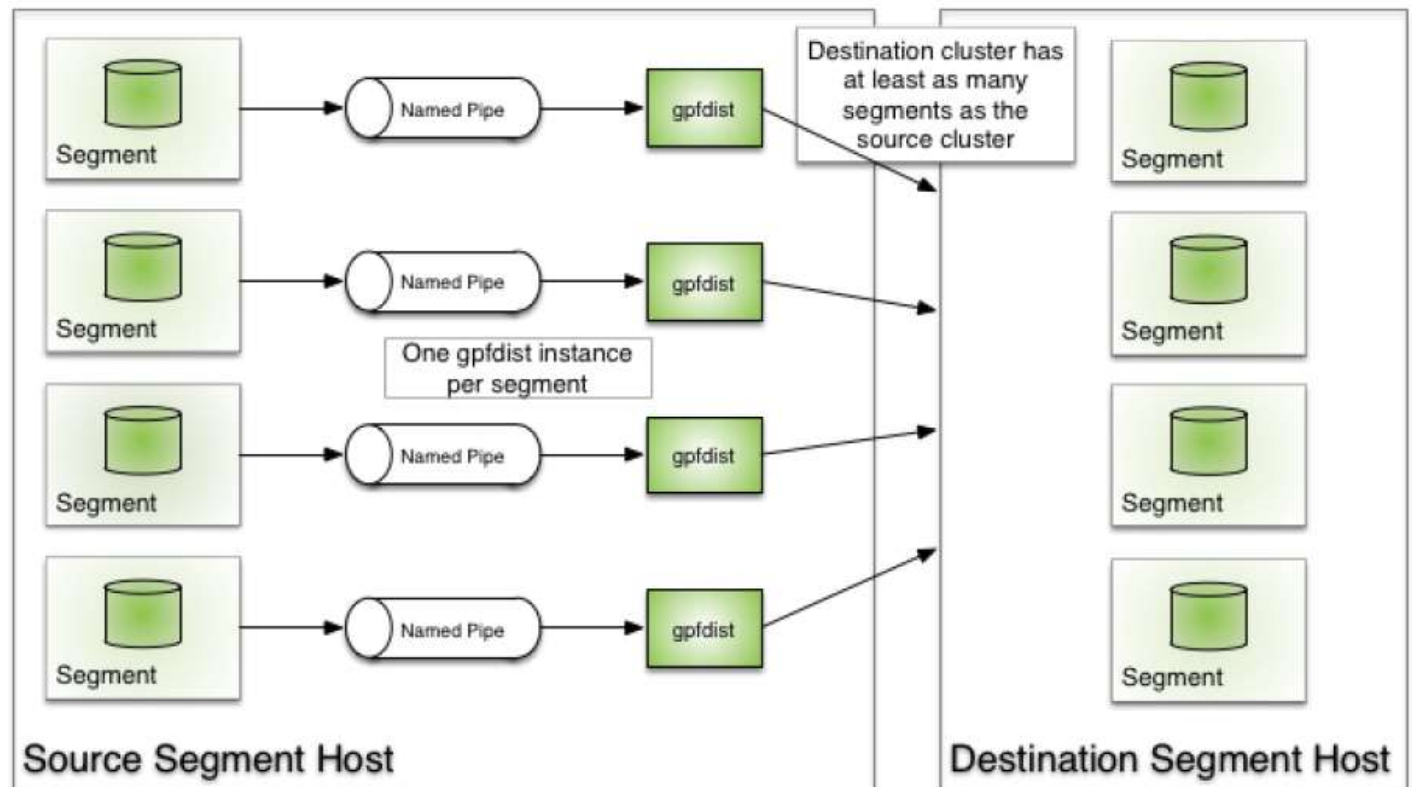 Segment
Named Pipe
gpfdist
Destination cluster has
at least as many
segments as the
source cluster
Segment
Segment
Named Pipe
gpfdist
Segment
One gpfdist instance
per segment
Segment
Named Pipe
gpfdist
Segment
Segment
Named Pipe
gpfdist
Segment
Source Segment Host
Destination Segment Host